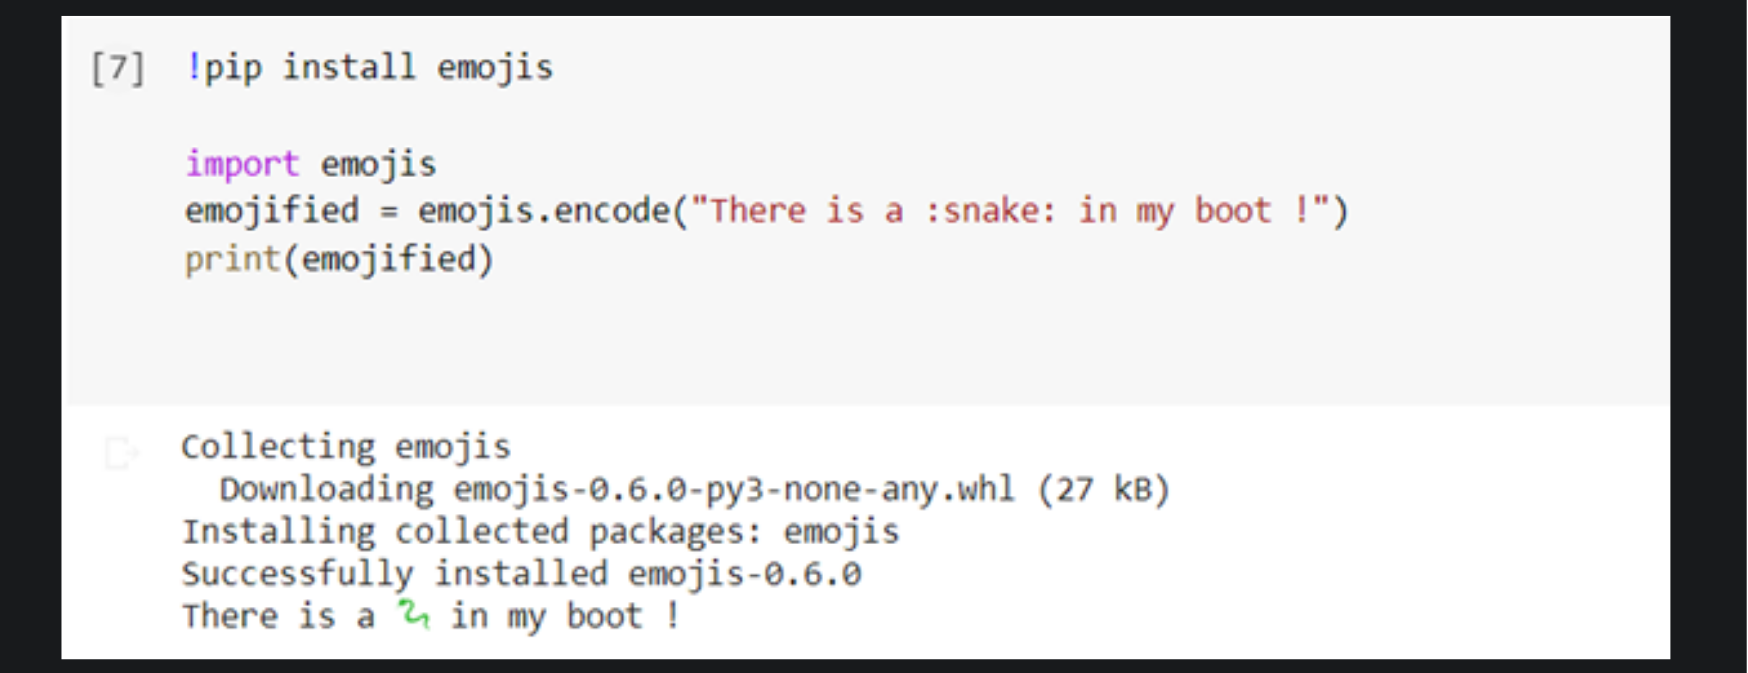 [7] !pip install emojis
import emojis
emojified = emojis.encode("There is a :snake: in my boot !")
print(emojified)
Collecting emojis
Downloading emojis-0.6.0-py3-none-any.whl (27 kB)
Installing collected packages: emojis
Successfully installed emojis-0.6.0
There is a 🐍 in my boot !